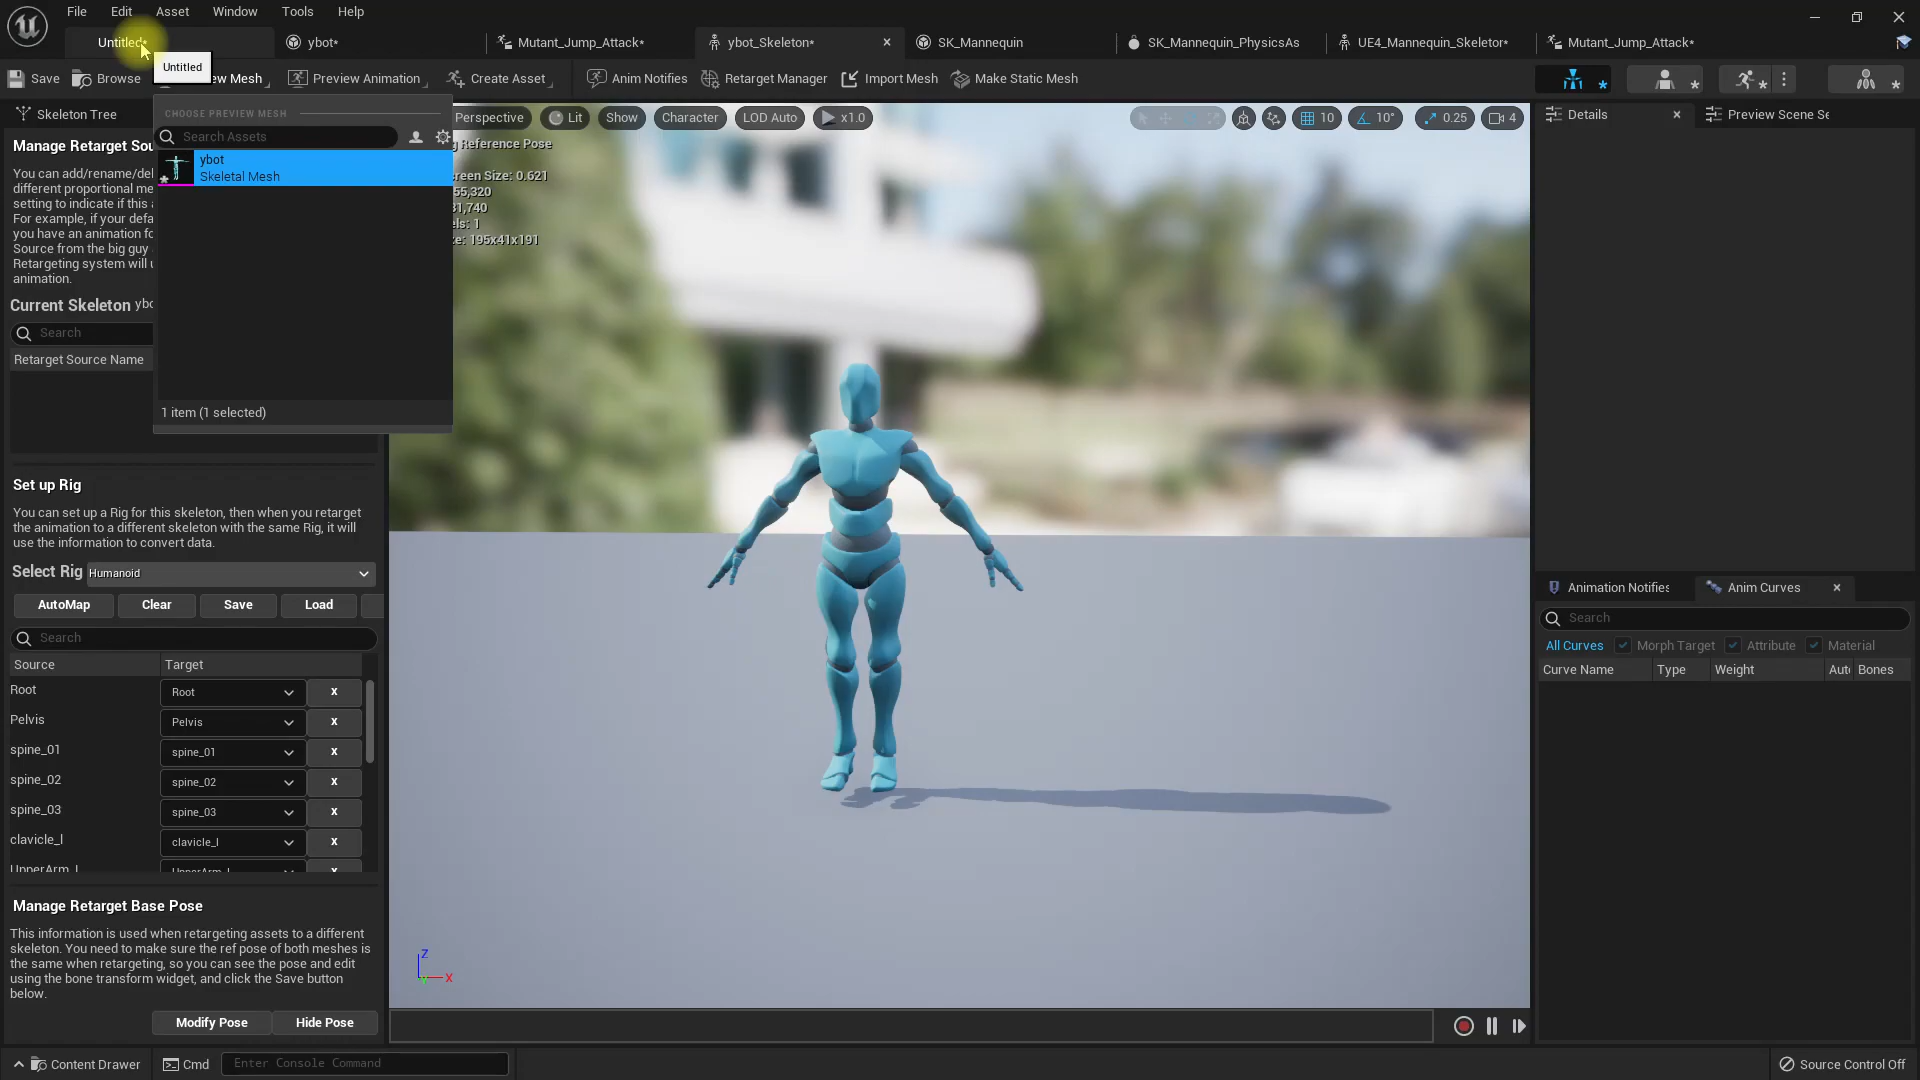 File Edit Asset Window Tools Help
Untitled* ybot* Mutant_Jump_Attack* ybot_Skeleton* SK_Mannequin SK_Mannequin_PhysicsAs UE4_Mannequin_Skeletor* Mutant_Jump_Attack*
Untitled
Save Browse w Mesh Preview Animation Create Asset Anim Notifies Retarget Manager Import Mesh Make Static Mesh
Skeleton Tree
CHOOSE PREVIEW MESH
Search Assets
ybot
Skeletal Mesh
1 item (1 selected)
Perspective Lit Show Character LOD Auto x1.0 10 10° 0.25 4
g Reference Pose
creen Size: 0.621
55,320
31,740
els: 1
ze: 195x41x191
Details Preview Scene Se
Manage Retarget Sou
You can add/rename/del
different proportional me
setting to indicate if this a
For example, if your defa
you have an animation fo
Source from the big guy
Retargeting system will u
animation.
Current Skeleton ybo
Search
Retarget Source Name
Set up Rig
You can set up a Rig for this skeleton, then when you retarget
the animation to a different skeleton with the same Rig, it will
use the information to convert data.
Select Rig Humanoid
AutoMap Clear Save Load
Search
Source Target
Root Root x
Pelvis Pelvis x
spine_01 spine_01 x
spine_02 spine_02 x
spine_03 spine_03 x
clavicle_l clavicle_l x
UpperArm_L UpperArm_L x
Manage Retarget Base Pose
This information is used when retargeting assets to a different
skeleton. You need to make sure the ref pose of both meshes is
the same when retargeting, so you can see the pose and edit
using the bone transform widget, and click the Save button
below.
Modify Pose Hide Pose
Z
X
Animation Notifies Anim Curves
Search
All Curves Morph Target Attribute Material
Curve Name Type Weight Aut Bones
Content Drawer Cmd Enter Console Command Source Control Off